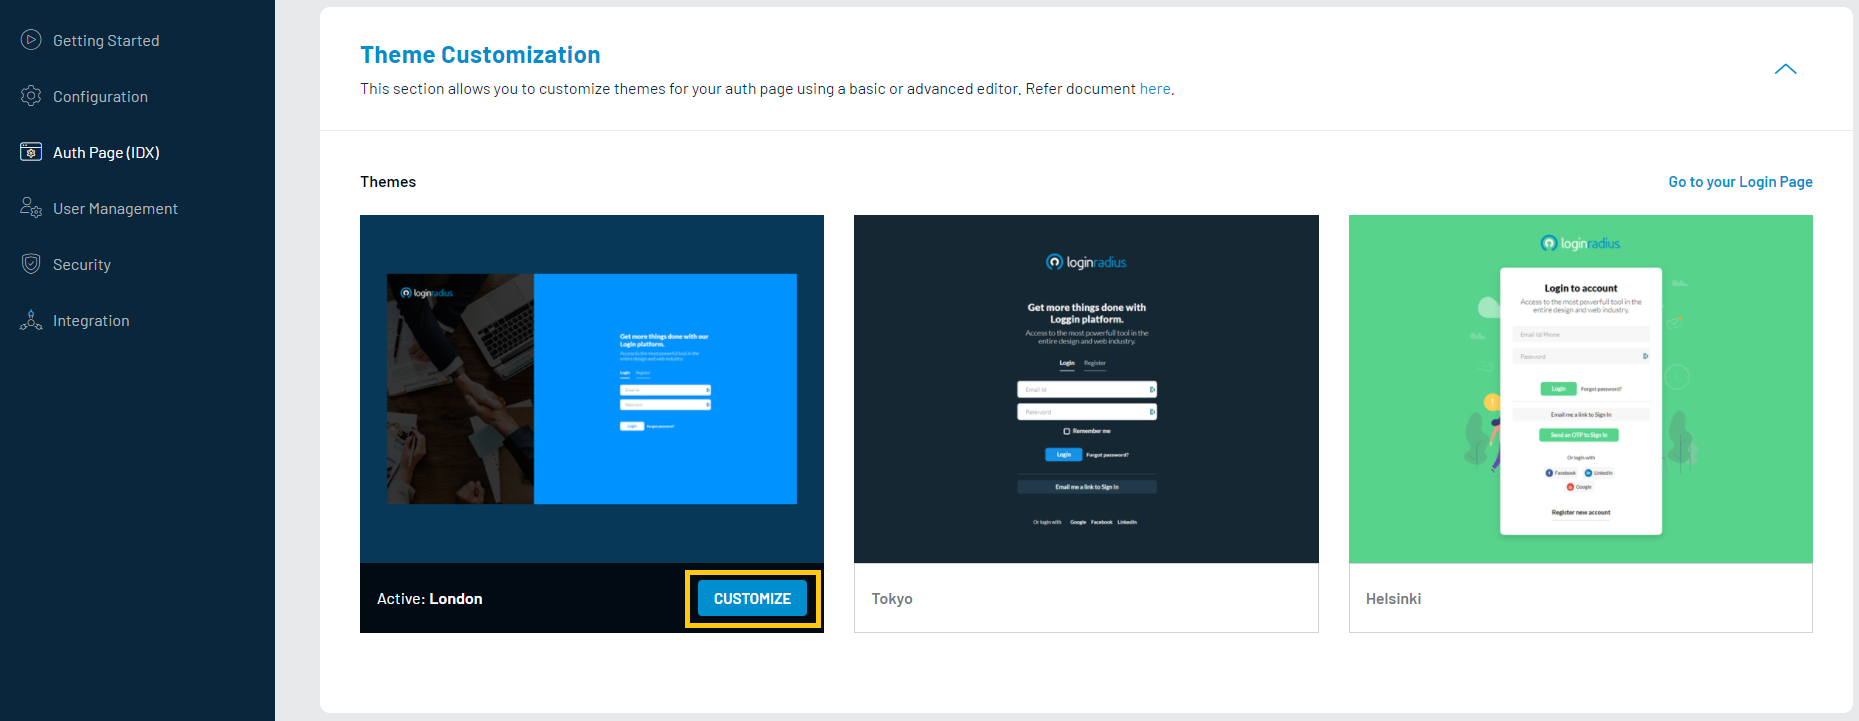 Getting Started
Configuration
Auth Page (IDX)
User Management
Security
Integration
Theme Customization
This section allows you to customize themes for your auth page using a basic or advanced editor. Refer document here.
Themes
Go to your Login Page
loginradius
Get more things done with our
Login platform.
Access to the most powerfull tool in the
entire design and web industry.
Login Register
Email Id
Password
Login Forgot password?
Active: London
CUSTOMIZE
loginradius
Get more things done with
Loggin platform.
Access to the most powerfull tool in the
entire design and web industry.
Login Register
Email Id
Password
Remember me
Login Forgot password?
Email me a link to Sign In
Or login with Google Facebook LinkedIn
Tokyo
loginradius
Login to account
Access to the most powerfull tool in the
entire design and web industry.
Email Id/Phone
Password
Login Forgot password?
Email me a link to Sign In
Send an OTP to Sign In
Or login with
Facebook LinkedIn
Google
Register new account
Helsinki